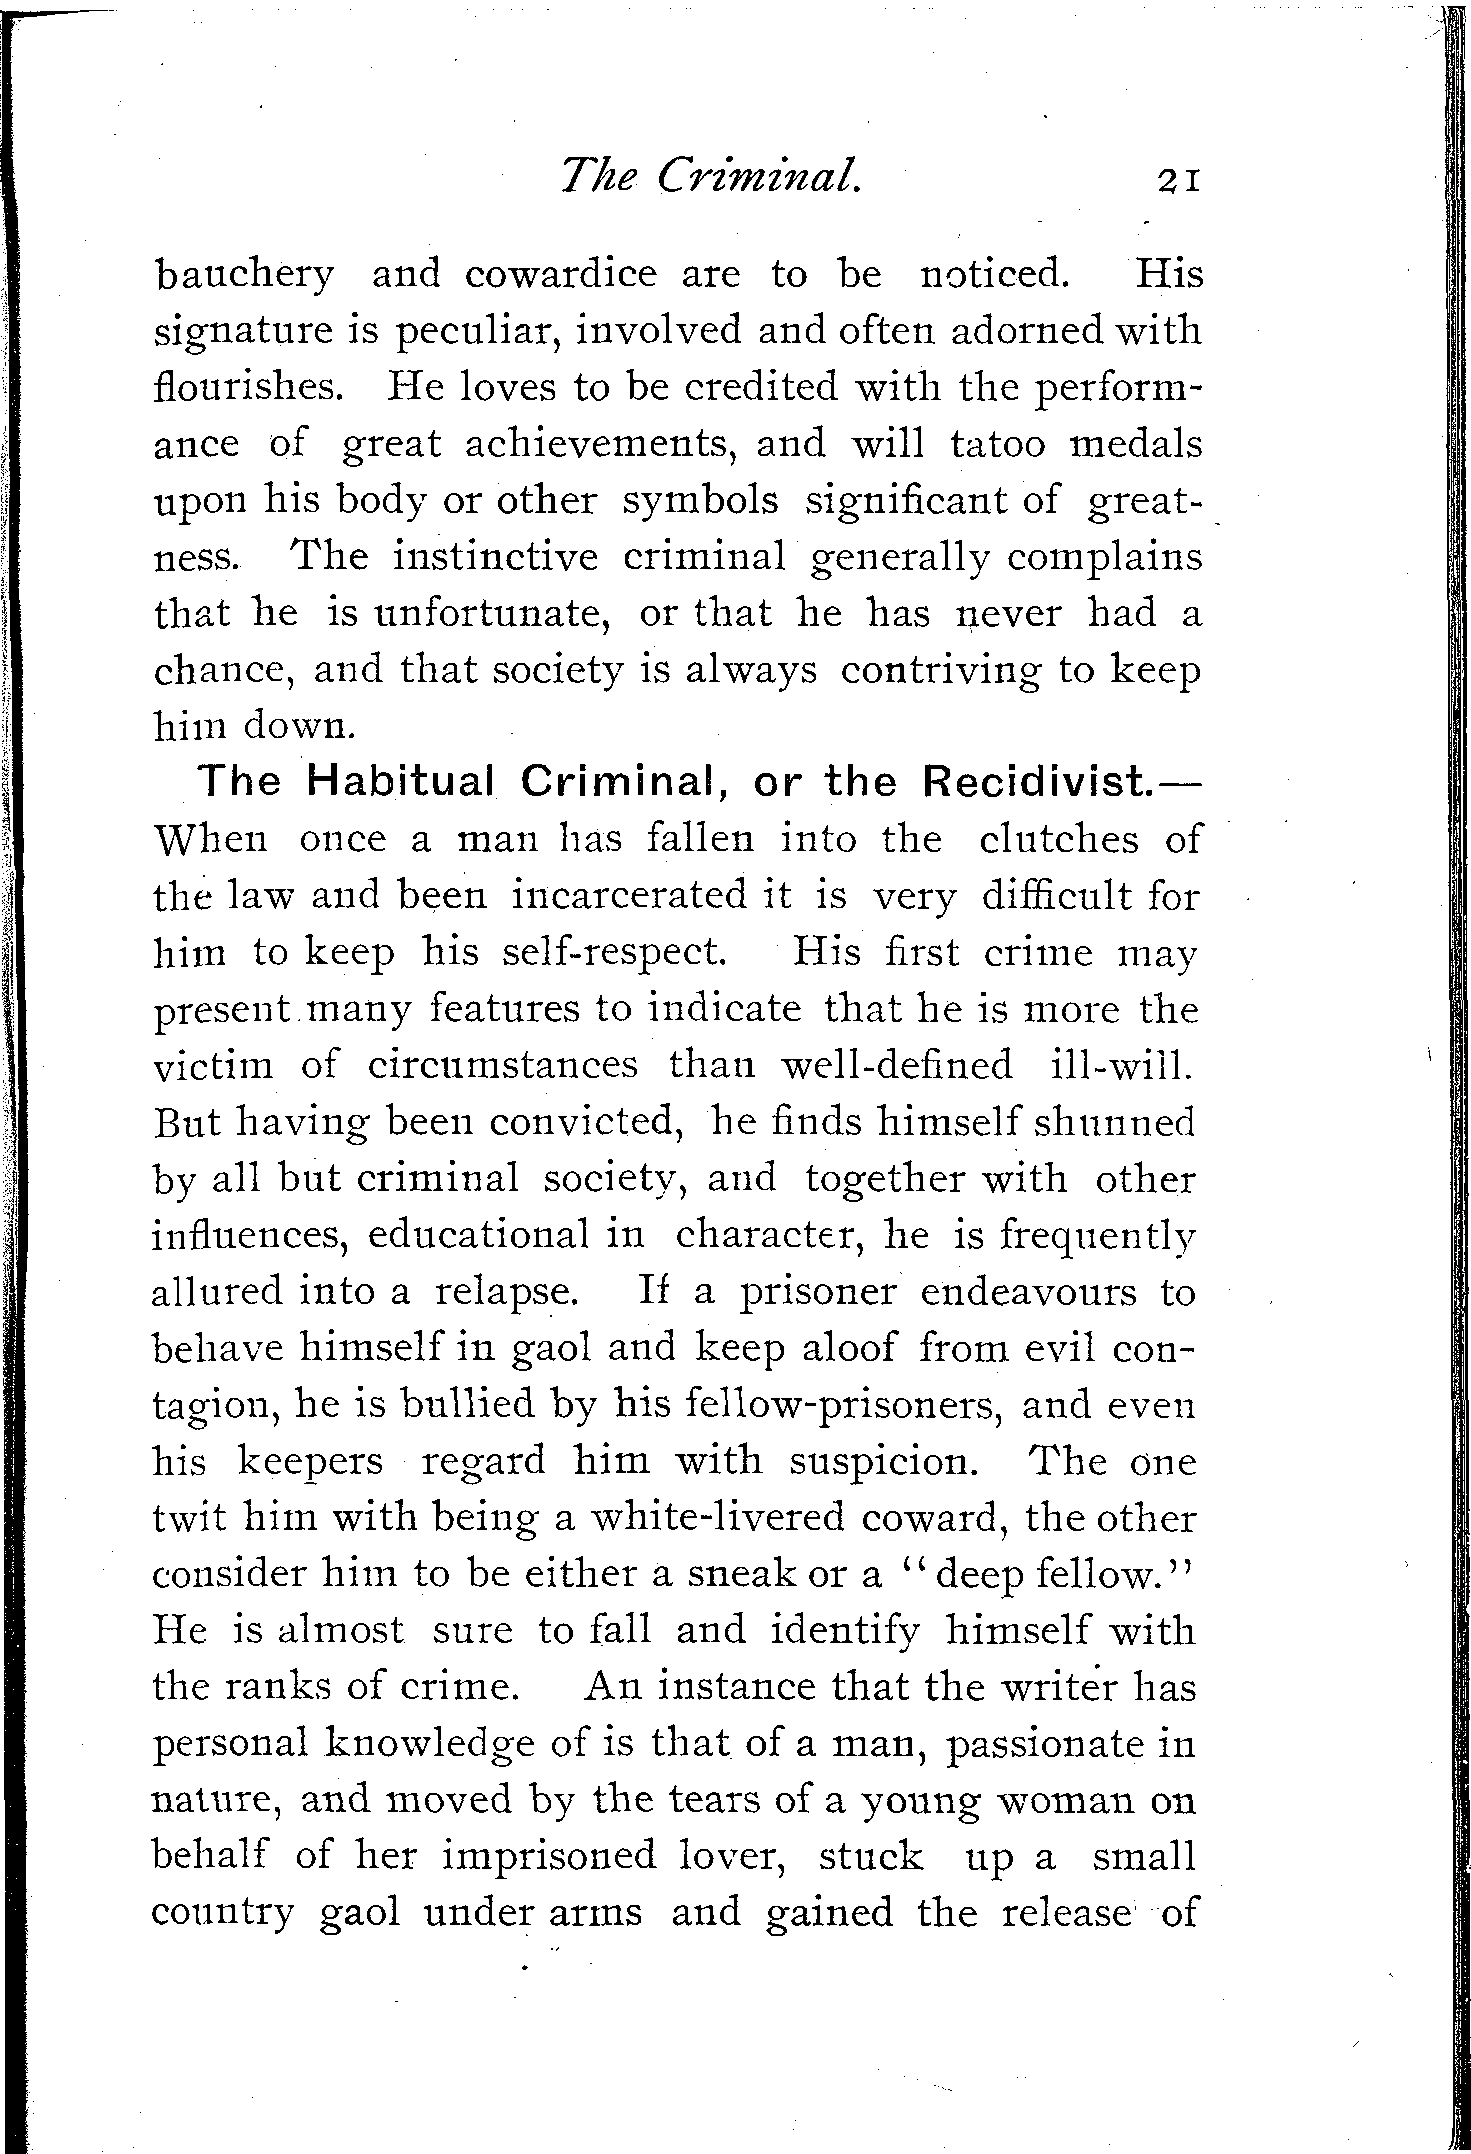 The Criminal. 21
bauchery and cowardice are to be noticed. His
signature is peculiar, involved and often adorned with
flourishes. He loves to be credited with the perform-
ance of great achievements, and will tatoo medals
upon his body or other symbols significant of great-
ness. The instinctive criminal generally complains
that he is unfortunate, or that he has never had a
chance, and that society is always contriving to keep
him down.
The Habitual Criminal, or the Recidivist.—
When once a man has fallen into the clutches of
the law and been incarcerated it is very difficult for
him to keep his self-respect. His first crime may
present many features to indicate that he is more the
victim of circumstances than well-defined ill-will.
But having been convicted, he finds himself shunned
by all but criminal society, and together with other
influences, educational in character, he is frequently
allured into a relapse. If a prisoner endeavours to
behave himself in gaol and keep aloof from evil con-
tagion, he is bullied by his fellow-prisoners, and even
his keepers regard him with suspicion. The one
twit him with being a white-livered coward, the other
consider him to be either a sneak or a “deep fellow.”
He is almost sure to fall and identify himself with
the ranks of crime. An instance that the writer has
personal knowledge of is that of a man, passionate in
nature, and moved by the tears of a young woman on
behalf of her imprisoned lover, stuck up a small
country gaol under arms and gained the release of